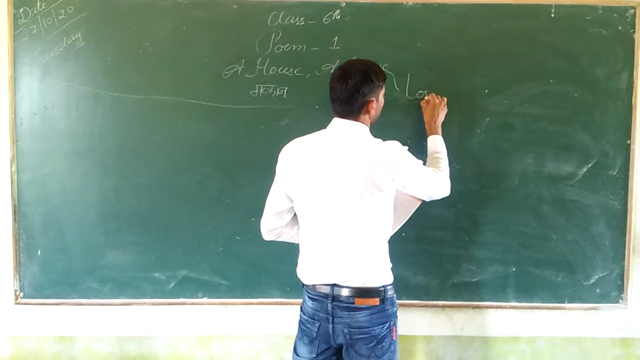 Date
27/10/20
Tuesday
Class - 6th
Poem - 1
A House, A
मकान